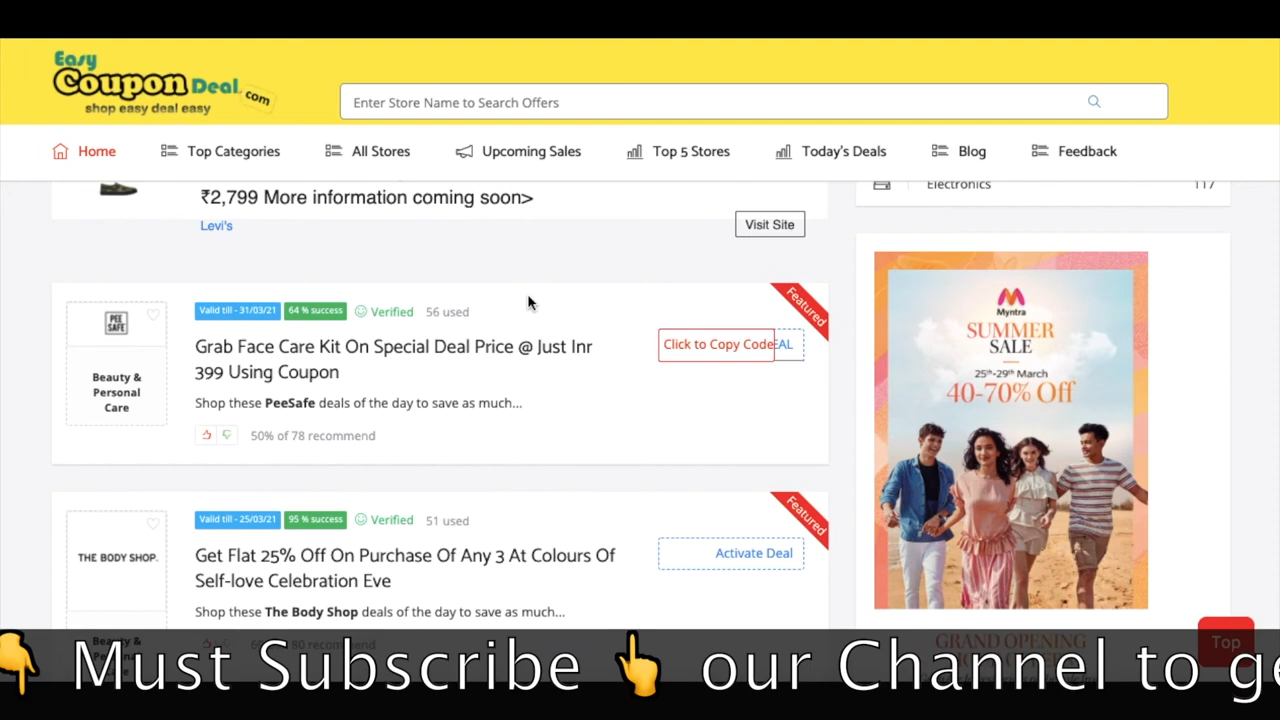 Easy
Coupon Deal.com
shop easy deal easy
Enter Store Name to Search Offers
Home
Top Categories
All Stores
Upcoming Sales
Top 5 Stores
Today's Deals
Blog
Feedback
₹2,799 More information coming soon>
Levi's
Visit Site
Electronics
117
PEE
SAFE
Beauty &
Personal
Care
Valid till - 31/03/21
64 % success
Verified
56 used
Featured
Grab Face Care Kit On Special Deal Price @ Just Inr
399 Using Coupon
Click to Copy Code
EAL
Shop these PeeSafe deals of the day to save as much...
50% of 78 recommend
THE BODY SHOP.
Beauty &
Valid till - 25/03/21
95 % success
Verified
51 used
Featured
Get Flat 25% Off On Purchase Of Any 3 At Colours Of
Self-love Celebration Eve
Activate Deal
Shop these The Body Shop deals of the day to save as much...
80 recommend
Myntra
SUMMER
SALE
25th-29th March
40-70% Off
GRAND OPENING
Top
👇 Must Subscribe 👆 our Channel to ge